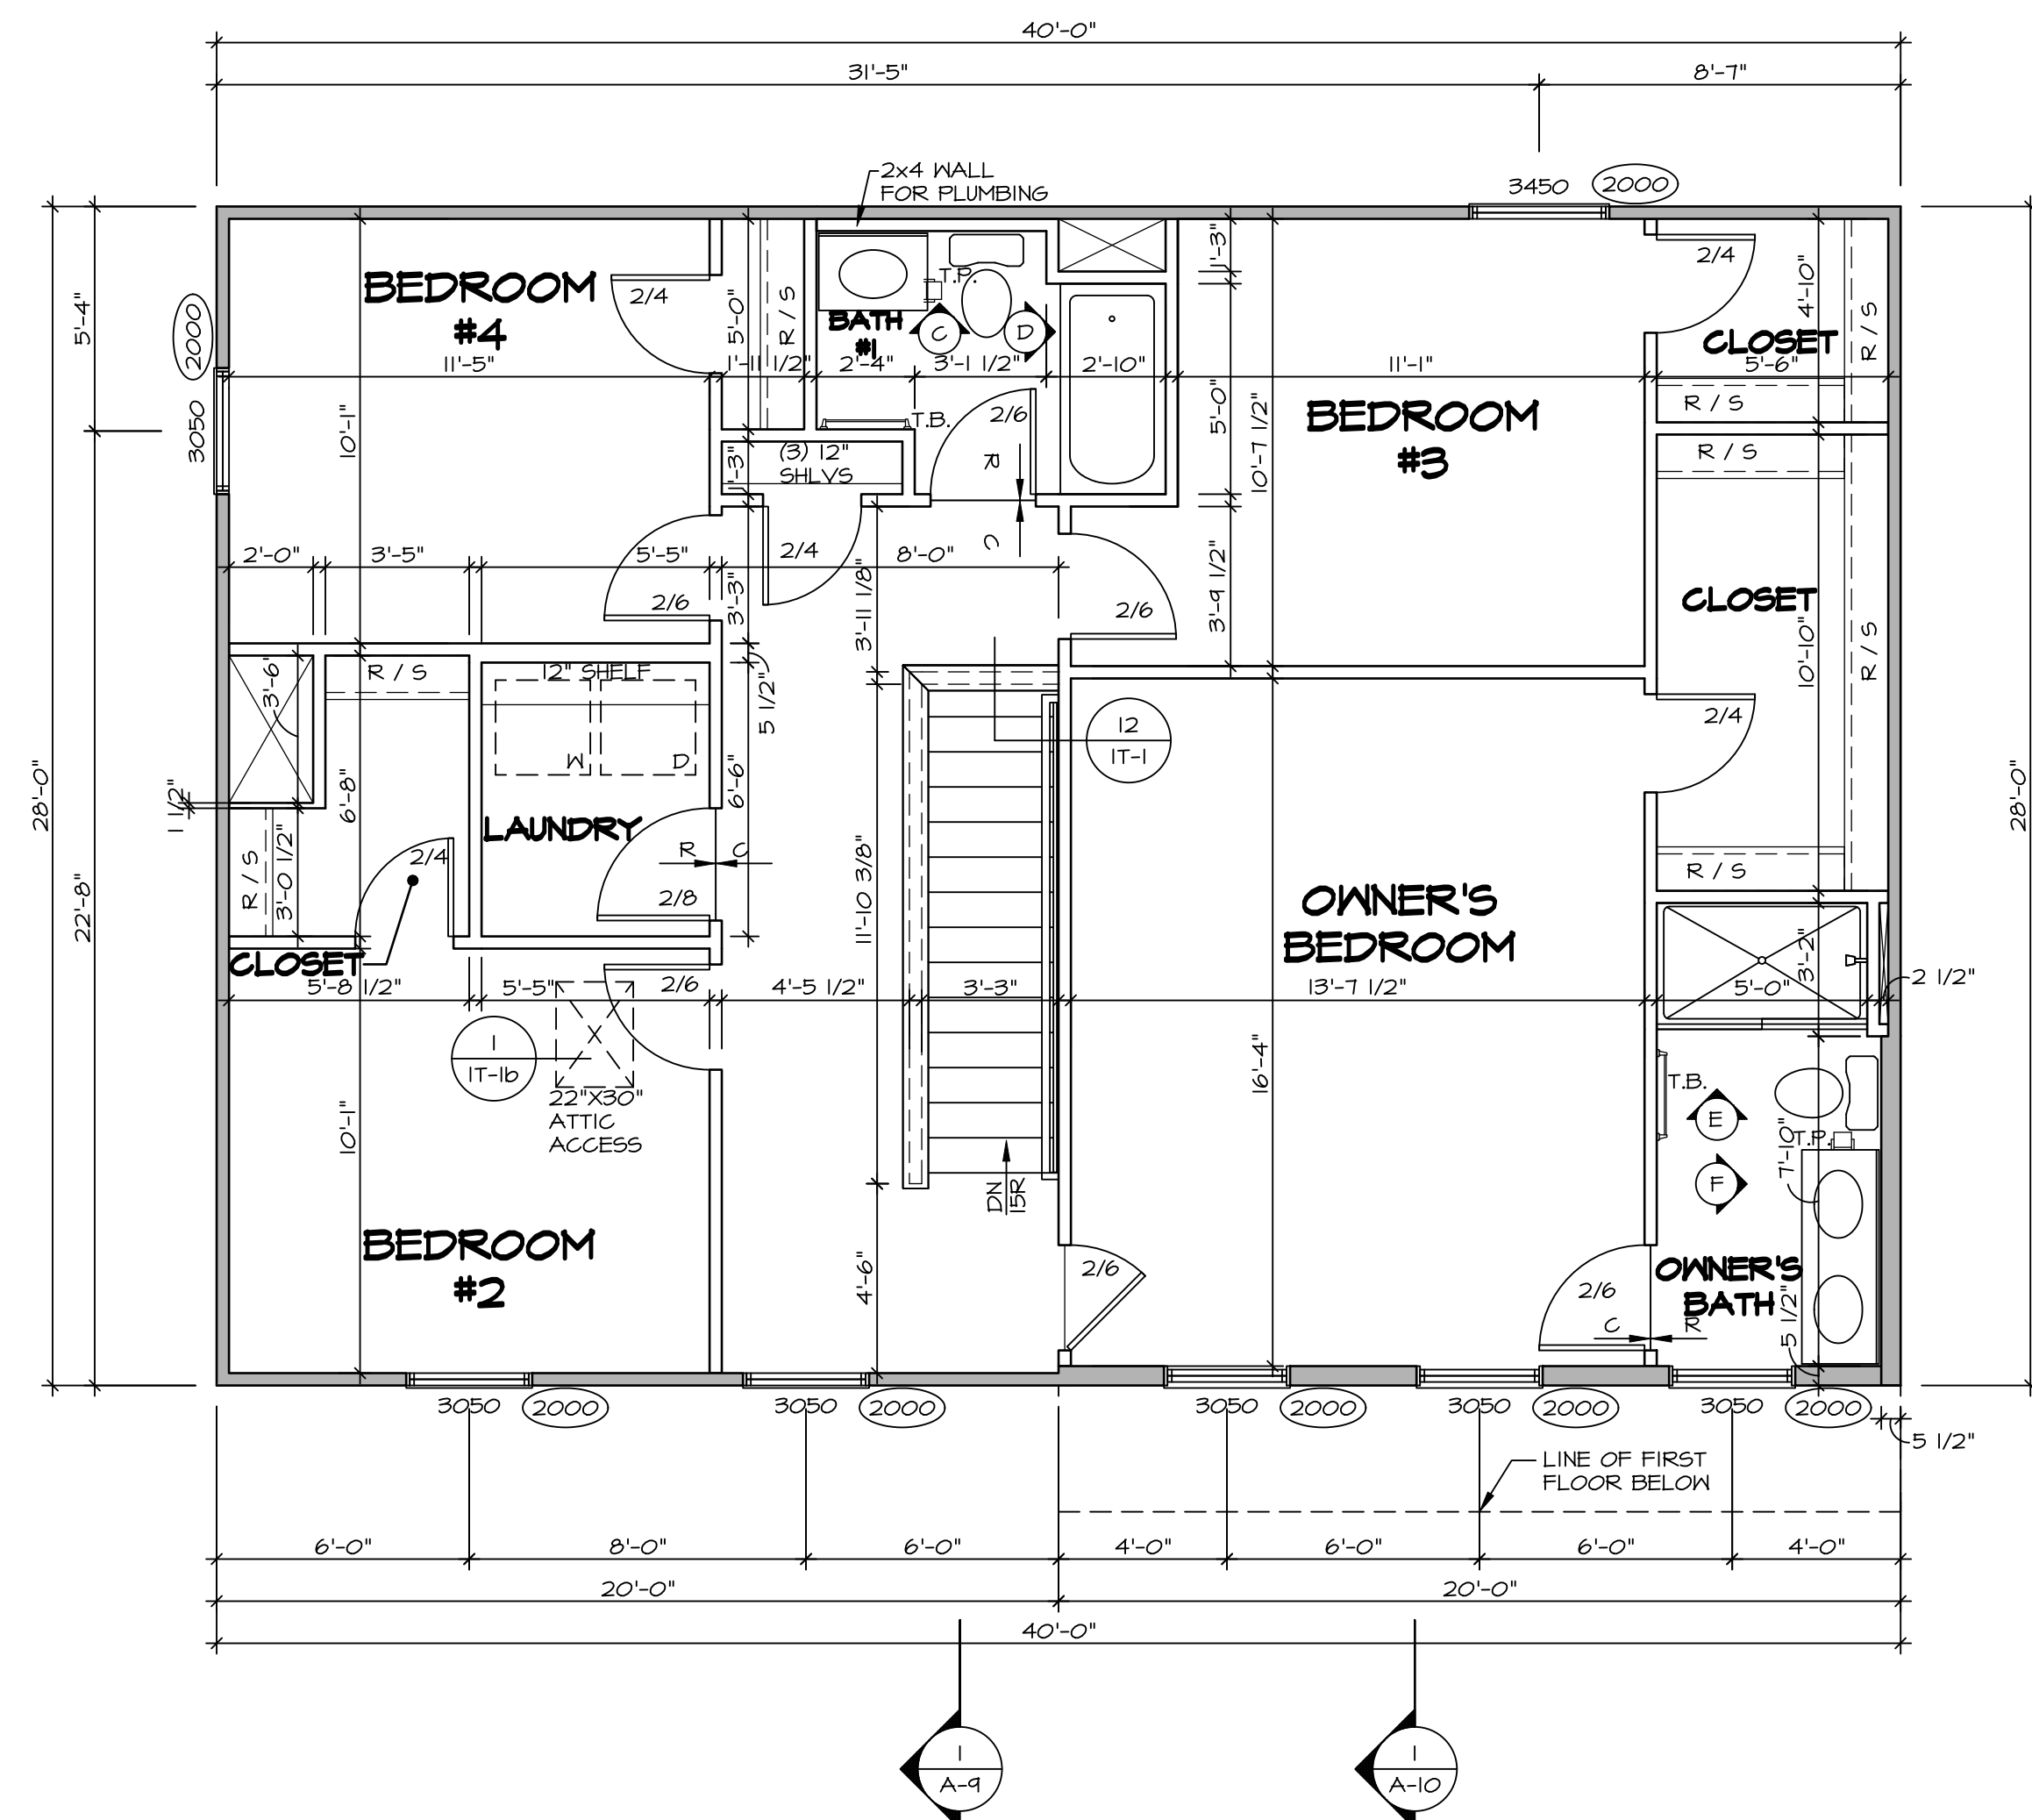 40'-0"
31'-5"
8'-7"
2x4 WALL
FOR PLUMBING
3450
2000
BEDROOM
#4
2/4
5'-4"
2000
3050
5'-0"
R / S
T.P.
BATH
#1
C
D
1'-3"
2/4
4'-10"
R / S
CLOSET
11'-5"
1'-11 1/2"
2'-4"
3'-1 1/2"
2'-10"
11'-1"
5'-6"
10'-1"
T.B.
2/6
R
C
5'-0"
10'-7 1/2"
BEDROOM
#3
R / S
R / S
1'-3"
(3) 12"
SHLVS
2'-0"
3'-5"
5'-5"
2/4
8'-0"
2/6
3'-3"
3'-11 1/8"
2/6
3'-9 1/2"
CLOSET
10'-10"
R / S
3'-6"
R / S
12" SHELF
5 1/2"
W
D
12
IT-1
2/4
28'-0"
28'-0"
1 1/2"
6'-8"
6'-6"
LAUNDRY
R
C
2/4
2/8
R / S
3'-0 1/2"
22'-8"
11'-10 3/8"
OWNER'S
BEDROOM
R / S
CLOSET
5'-8 1/2"
5'-5"
2/6
4'-5 1/2"
3'-3"
13'-7 1/2"
3'-2"
5'-0"
2 1/2"
1
IT-1b
22"X30"
ATTIC
ACCESS
10'-1"
16'-4"
T.B.
E
T.P.
7'-10"
F
DN
15R
BEDROOM
#2
4'-6"
2/6
2/6
OWNER'S
BATH
C
R
5 1/2"
3050
2000
3050
2000
3050
2000
3050
2000
3050
2000
5 1/2"
LINE OF FIRST
FLOOR BELOW
6'-0"
8'-0"
6'-0"
4'-0"
6'-0"
6'-0"
4'-0"
20'-0"
20'-0"
40'-0"
1
A-9
1
A-10